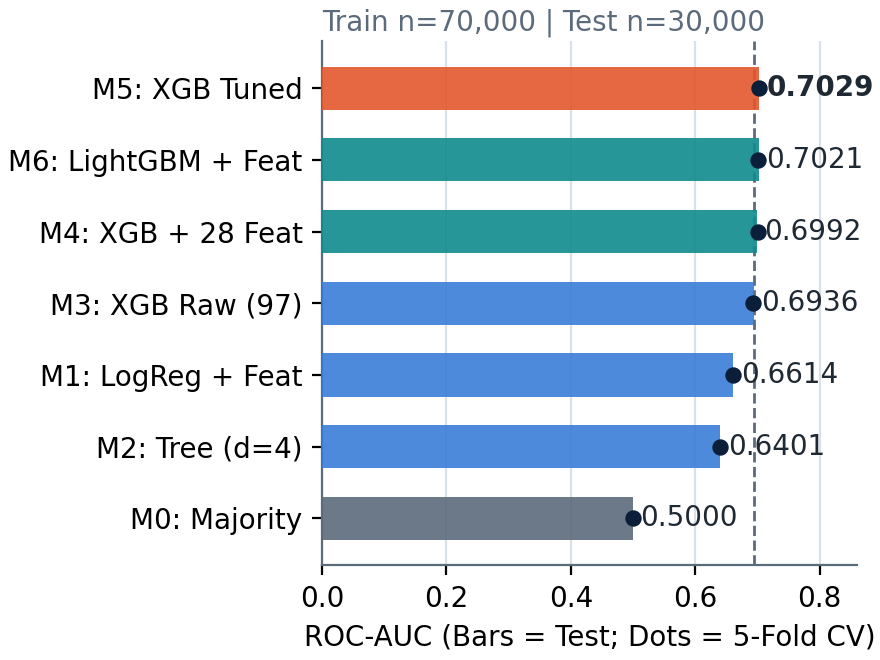 Train n=70,000 | Test n=30,000
M5: XGB Tuned 0.7029
M6: LightGBM + Feat 0.7021
M4: XGB + 28 Feat 0.6992
M3: XGB Raw (97) 0.6936
M1: LogReg + Feat 0.6614
M2: Tree (d=4) 0.6401
M0: Majority 0.5000
0.0 0.2 0.4 0.6 0.8
ROC-AUC (Bars = Test; Dots = 5-Fold CV)